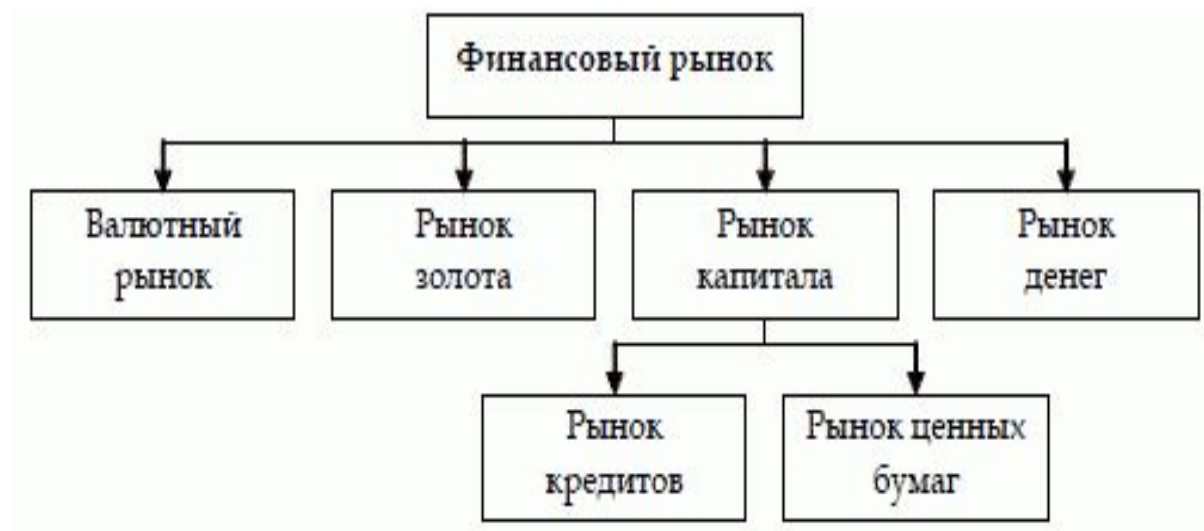 Финансовый рынок
Валютный
рынок
Рынок
золота
Рынок
капитала
Рынок
денег
Рынок
кредитов
Рынок ценных
бумаг